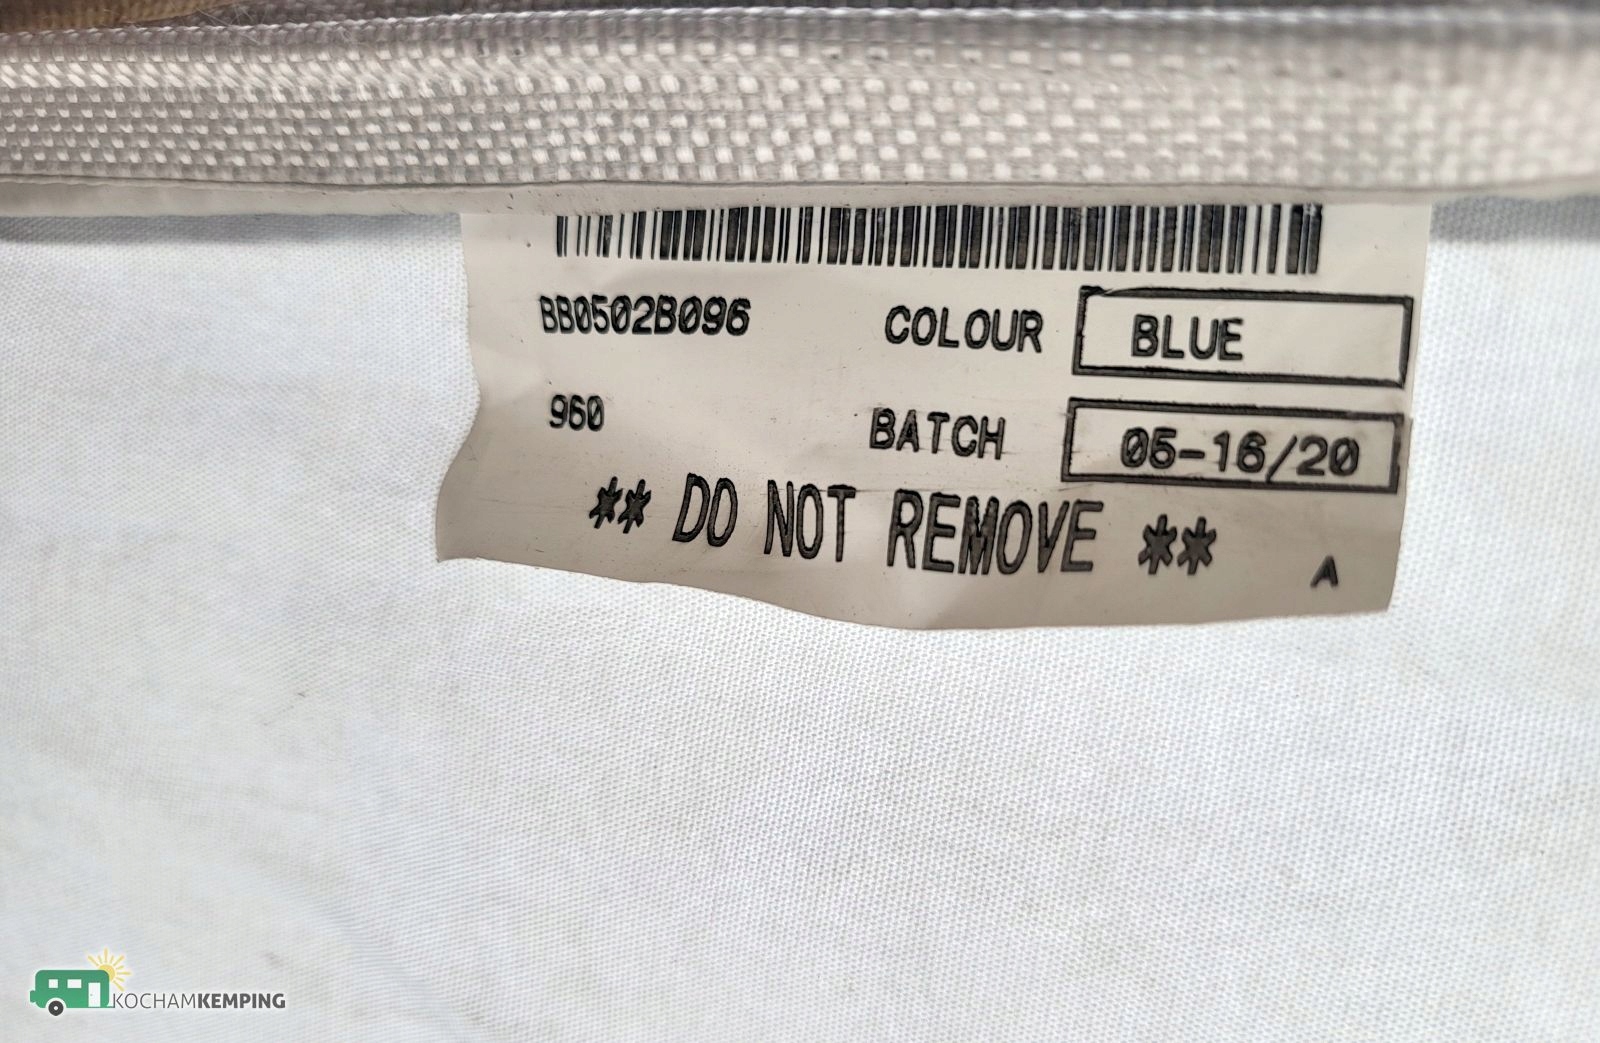 BB0502B096 COLOUR BLUE
960 BATCH 05-16/20
** DO NOT REMOVE **
A
KOCHAMKEMPING